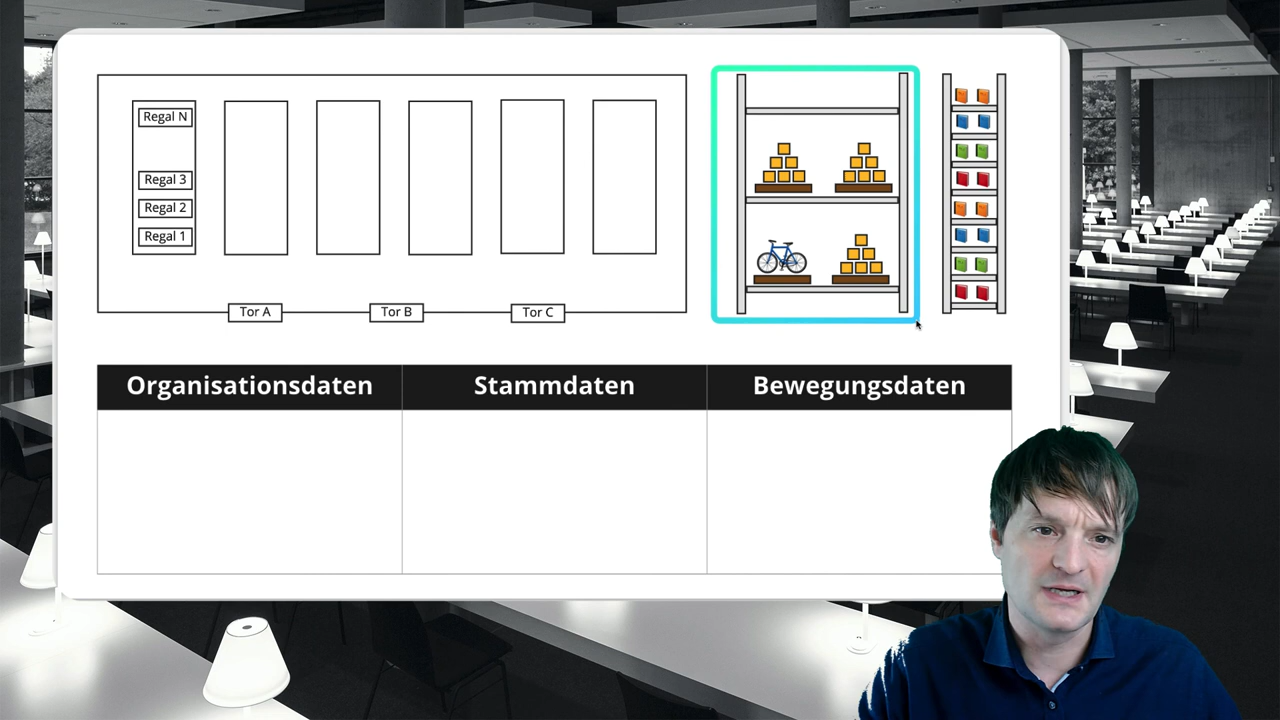 Regal N
Regal 3
Regal 2
Regal 1
Tor A
Tor B
Tor C
Organisationsdaten
Stammdaten
Bewegungsdaten